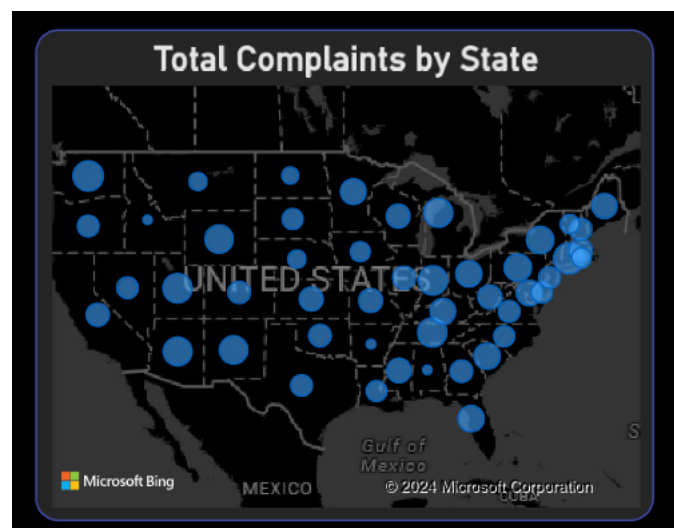 Total Complaints by State
UNITED STATES
Gulf of
Mexico
S
Microsoft Bing
MEXICO
© 2024 Microsoft Corporation
CUBA